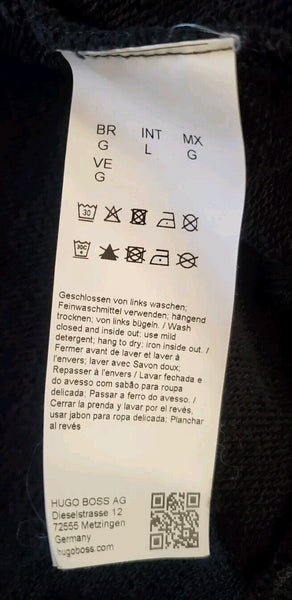 BR INT MX
G L G
VE
G
30
30C
Geschlossen von links waschen;
Feinwaschmittel verwenden; hängend
trocknen; von links bügeln. / Wash
closed and inside out; use mild
detergent; hang to dry; iron inside out. /
Fermer avant de laver et laver à
l'envers; laver avec Savon doux;
Repasser à l'envers / Lavar fechada e
do avesso com sabão para roupa
delicada; Passar a ferro do avesso. /
Cerrar la prenda y lavar por el revés,
usar jabon para ropa delicada; Planchar
al revés
HUGO BOSS AG
Dieselstrasse 12
72555 Metzingen
Germany
hugoboss.com